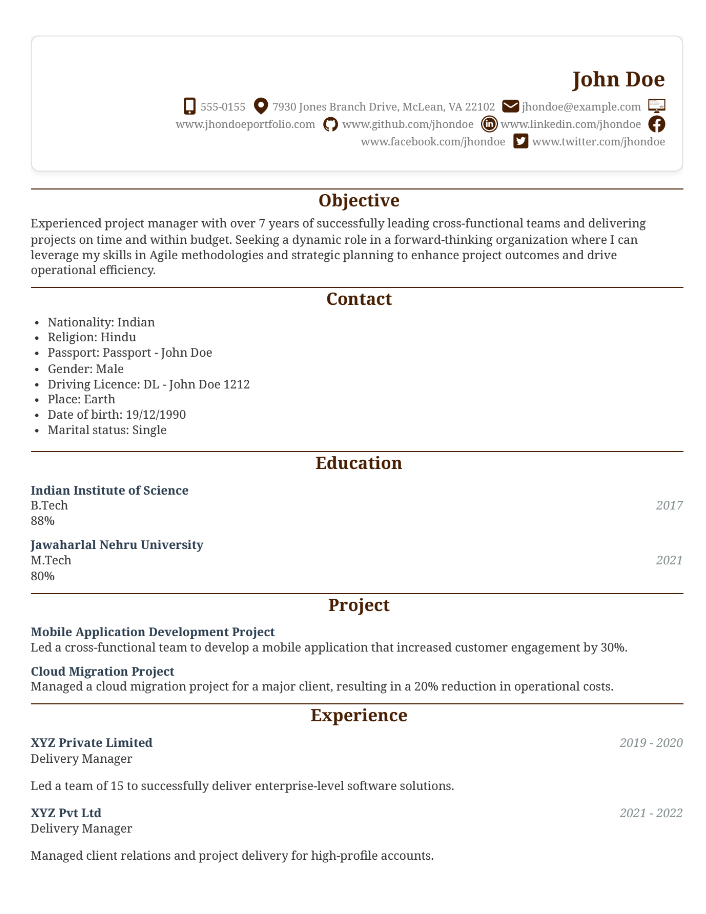 John Doe
555-0155 7930 Jones Branch Drive, McLean, VA 22102 jhondoe@example.com
www.jhondoeportfolio.com www.github.com/jhondoe www.linkedin.com/jhondoe
www.facebook.com/jhondoe www.twitter.com/jhondoe
Objective
Experienced project manager with over 7 years of successfully leading cross-functional teams and delivering
projects on time and within budget. Seeking a dynamic role in a forward-thinking organization where I can
leverage my skills in Agile methodologies and strategic planning to enhance project outcomes and drive
operational efficiency.
Contact
• Nationality: Indian
• Religion: Hindu
• Passport: Passport - John Doe
• Gender: Male
• Driving Licence: DL - John Doe 1212
• Place: Earth
• Date of birth: 19/12/1990
• Marital status: Single
Education
Indian Institute of Science
B.Tech 2017
88%
Jawaharlal Nehru University
M.Tech 2021
80%
Project
Mobile Application Development Project
Led a cross-functional team to develop a mobile application that increased customer engagement by 30%.
Cloud Migration Project
Managed a cloud migration project for a major client, resulting in a 20% reduction in operational costs.
Experience
XYZ Private Limited 2019 - 2020
Delivery Manager
Led a team of 15 to successfully deliver enterprise-level software solutions.
XYZ Pvt Ltd 2021 - 2022
Delivery Manager
Managed client relations and project delivery for high-profile accounts.